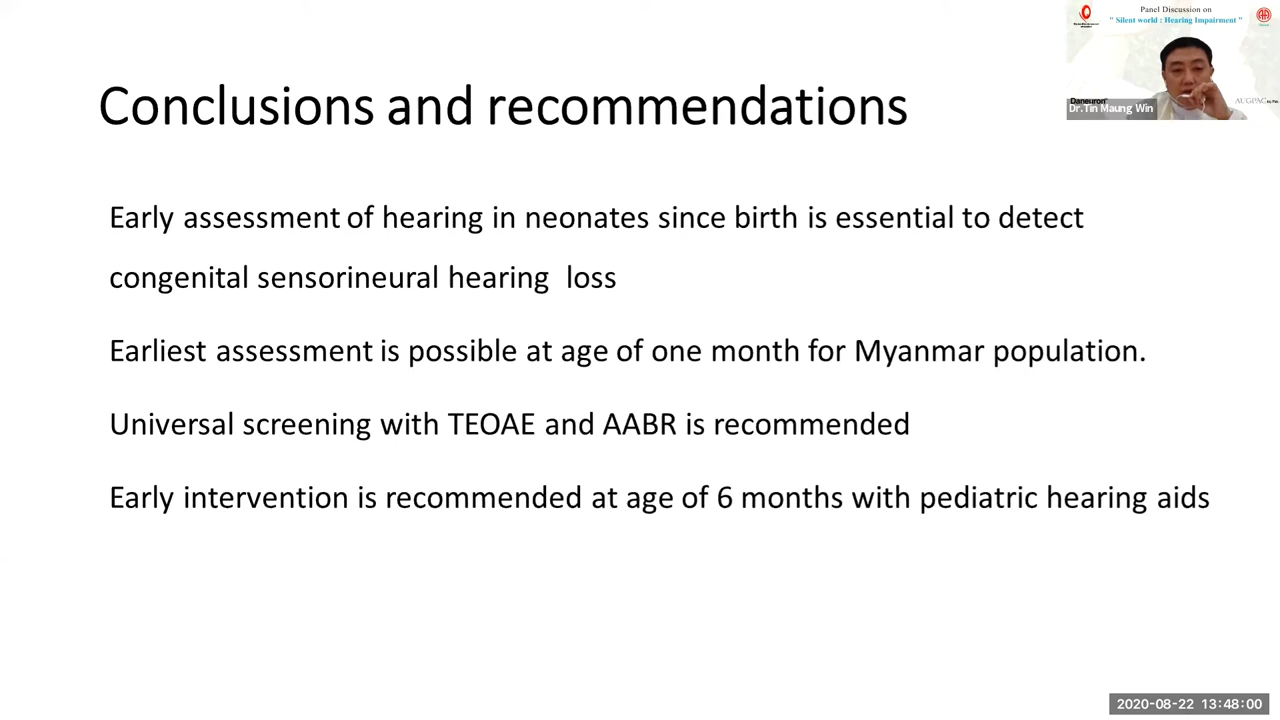 Panel Discussion on
" Silent world : Hearing Impairment "
Daneuron
Dr.Tin Maung Win
AUGPAC
Conclusions and recommendations
Early assessment of hearing in neonates since birth is essential to detect
congenital sensorineural hearing loss
Earliest assessment is possible at age of one month for Myanmar population.
Universal screening with TEOAE and AABR is recommended
Early intervention is recommended at age of 6 months with pediatric hearing aids
2020-08-22 13:48:00